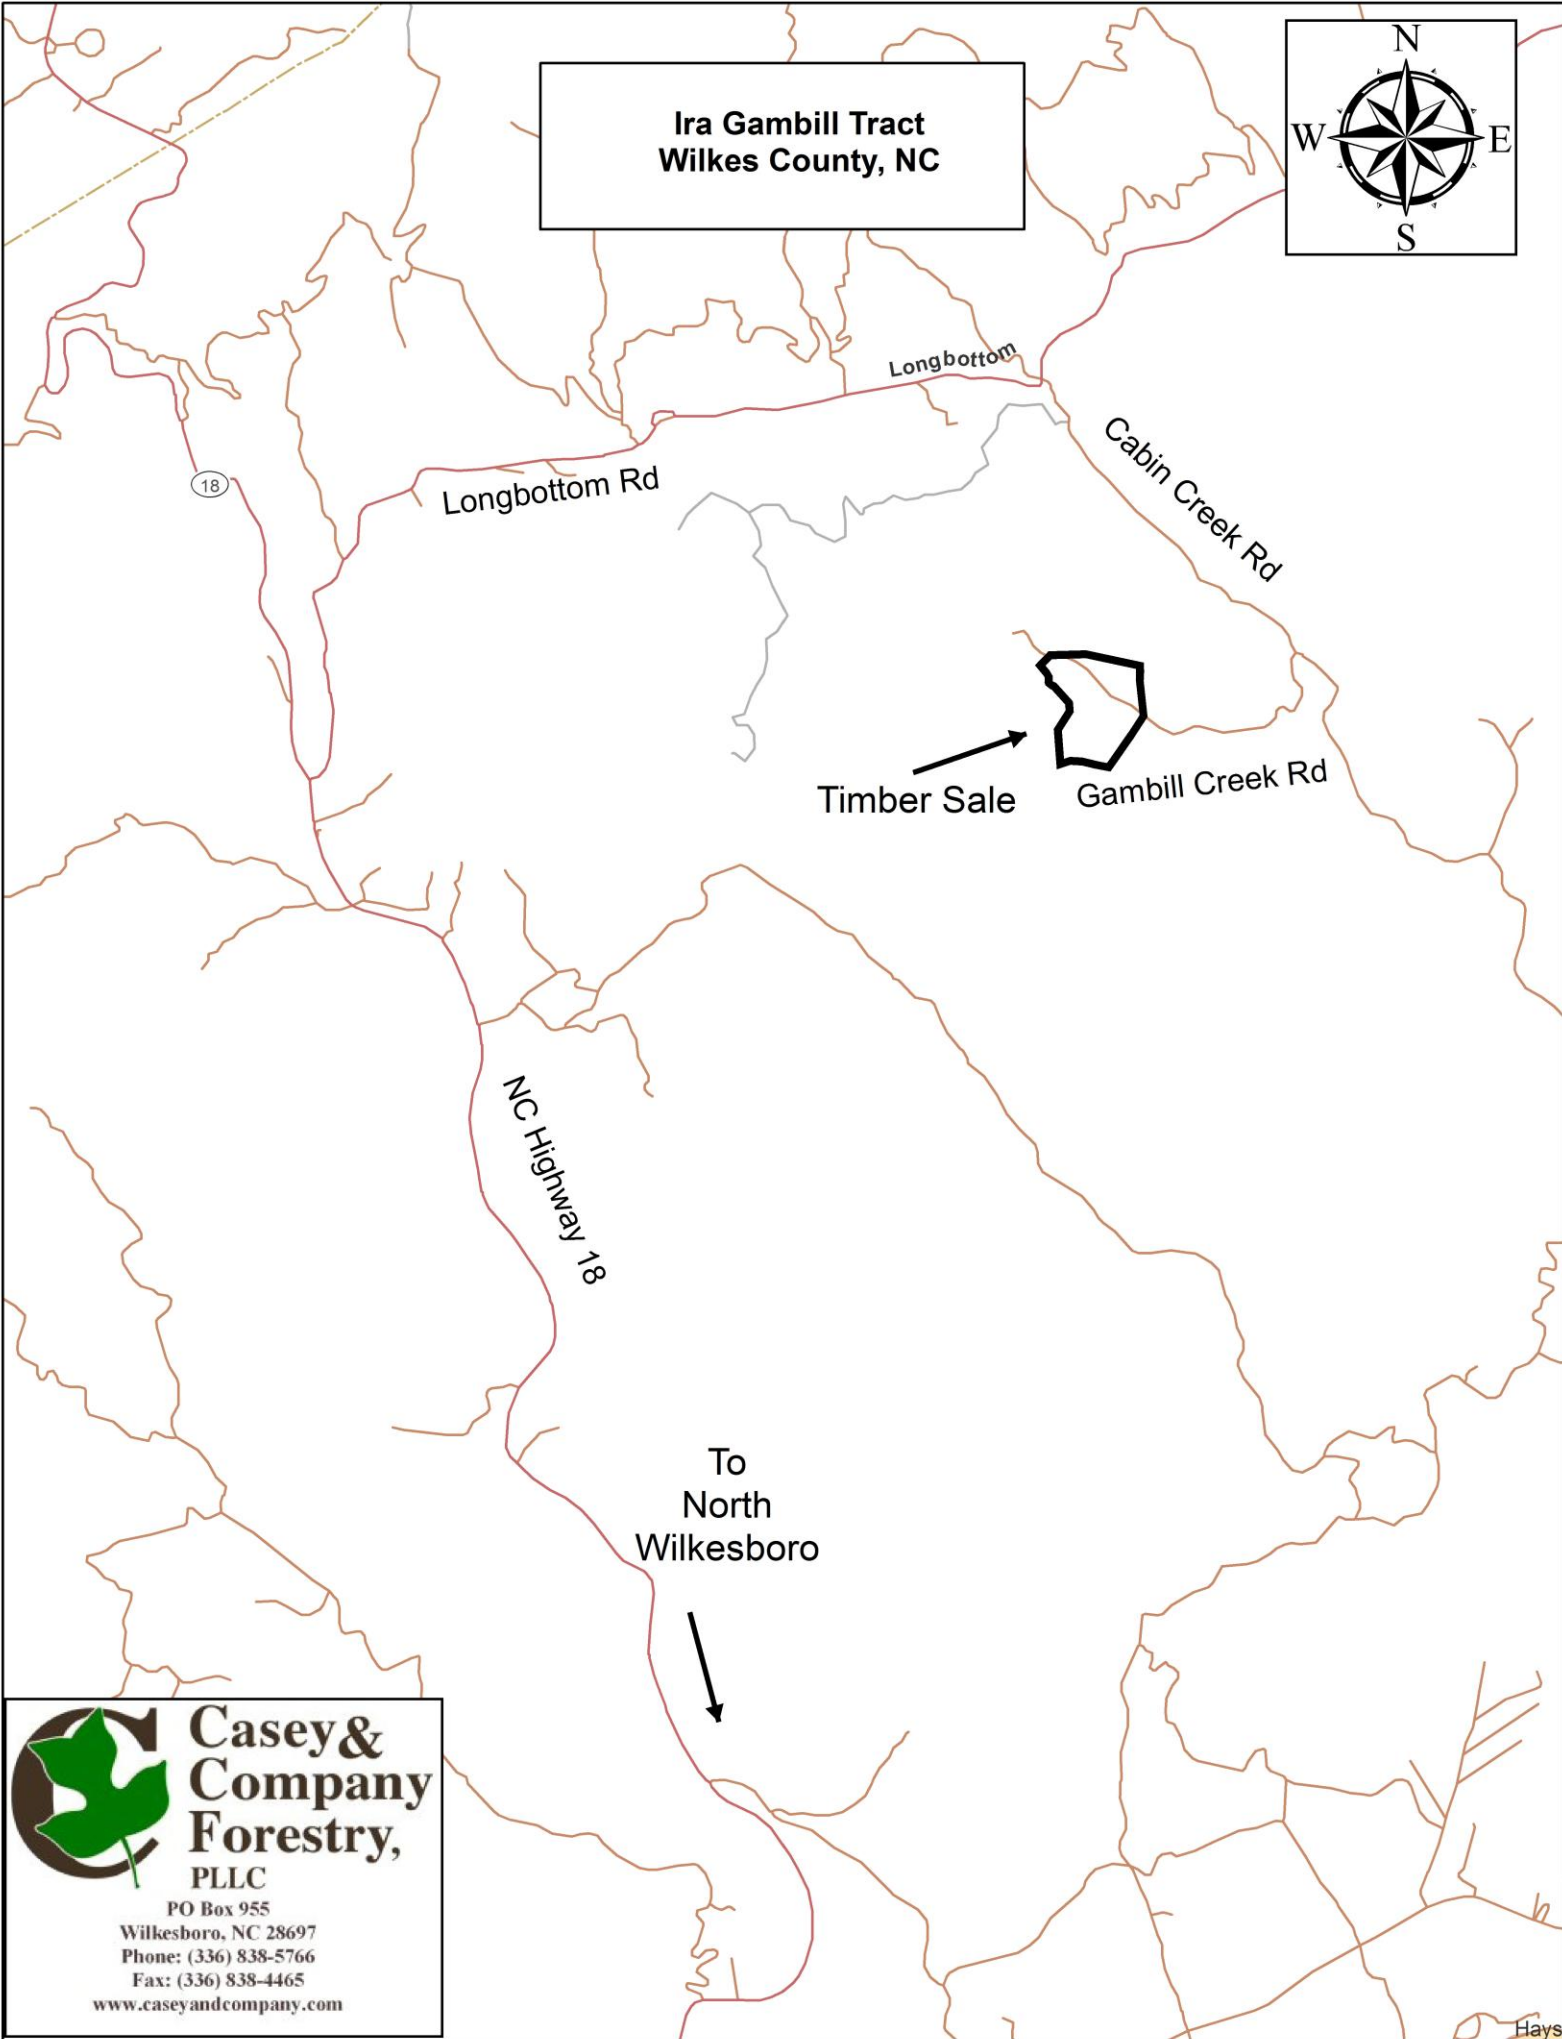 Ira Gambill Tract
Wilkes County, NC
N
W
E
S
Longbottom
Cabin Creek Rd
18
Longbottom Rd
Timber Sale
Gambill Creek Rd
NC Highway 18
To
North
Wilkesboro
Casey &
Company
Forestry,
PLLC
PO Box 955
Wilkesboro, NC 28697
Phone: (336) 838-5766
Fax: (336) 838-4465
www.caseyandcompany.com
Hays